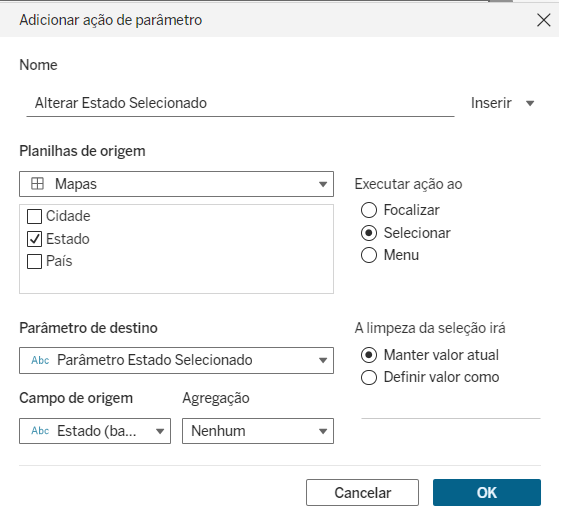 Adicionar ação de parâmetro
Nome
Alterar Estado Selecionado
Inserir
Planilhas de origem
Mapas
Executar ação ao
Cidade
Focalizar
Estado
Selecionar
País
Menu
Parâmetro de destino
A limpeza da seleção irá
Abc Parâmetro Estado Selecionado
Manter valor atual
Definir valor como
Campo de origem
Agregação
Abc Estado (ba...
Nenhum
Cancelar
OK